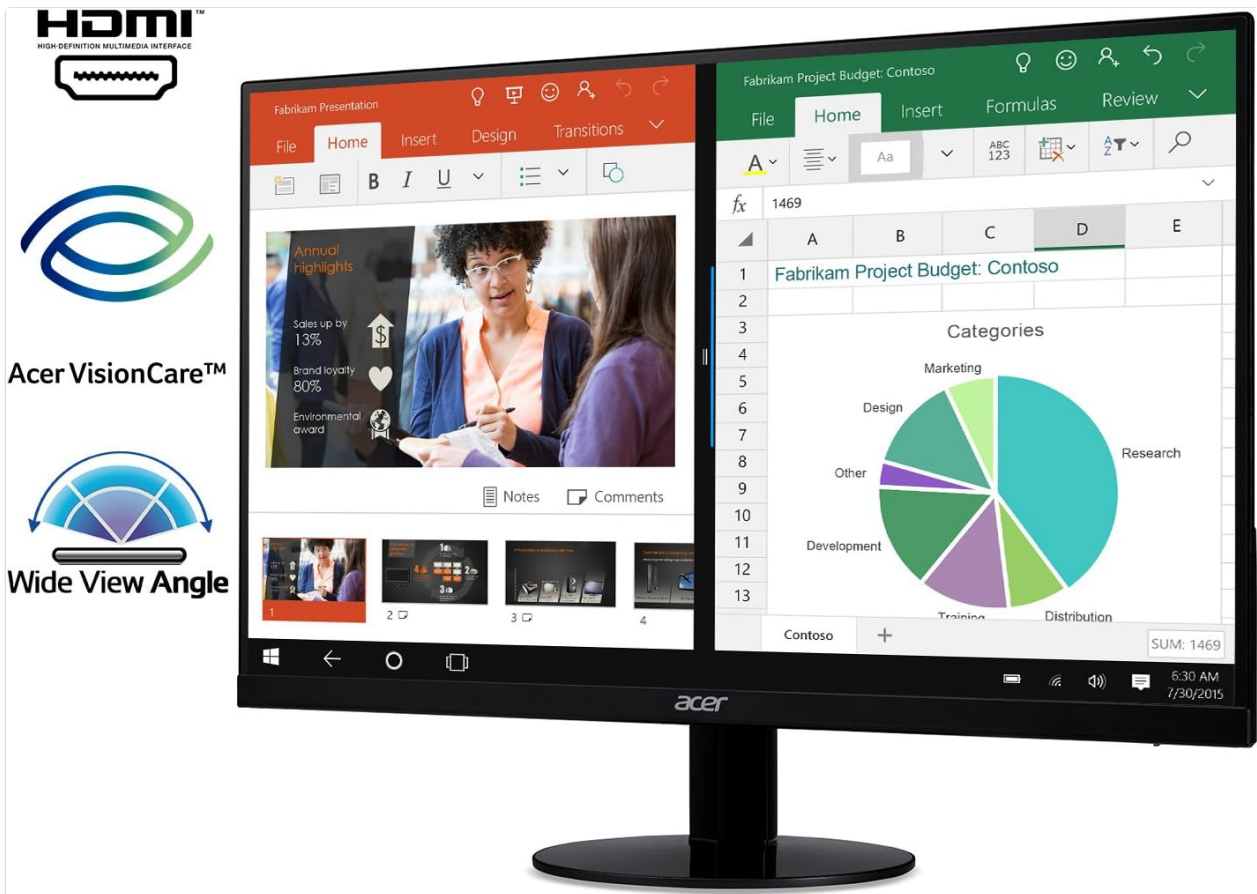 HDMI™
HIGH-DEFINITION MULTIMEDIA INTERFACE
Acer VisionCare™
Wide View Angle
Fabrikam Presentation
File Home Insert Design Transitions
B I U
Annual
highlights
Sales up by
13%
$
Brand loyalty
80%
Environmental
award
Notes Comments
1
2
3
4
Fabrikam Project Budget: Contoso
File Home Insert Formulas Review
A Aa ABC
123
A
Z
fx 1469
A B C D E
1 Fabrikam Project Budget: Contoso
2
3
4
5
6
7
8
9
10
11
12
13
Categories
Marketing
Design
Research
Other
Development
Training
Distribution
Contoso +
SUM: 1469
6:30 AM
7/30/2015
acer